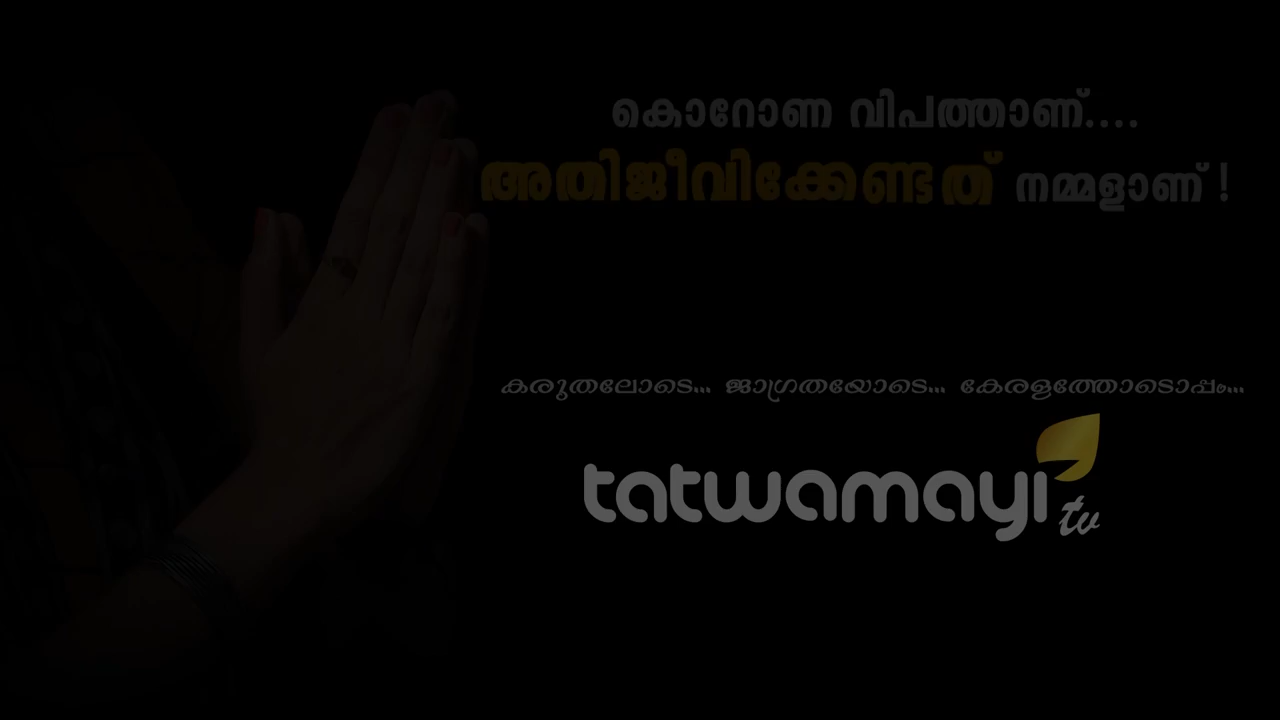 കൊറോണ വിപത്താണ്....
അതിജീവിക്കേണ്ടത് നമ്മളാണ് !
കരുതലോടെ... ജാഗ്രതയോടെ... കേരളത്തോടൊപ്പം...
tatwamayi
tv